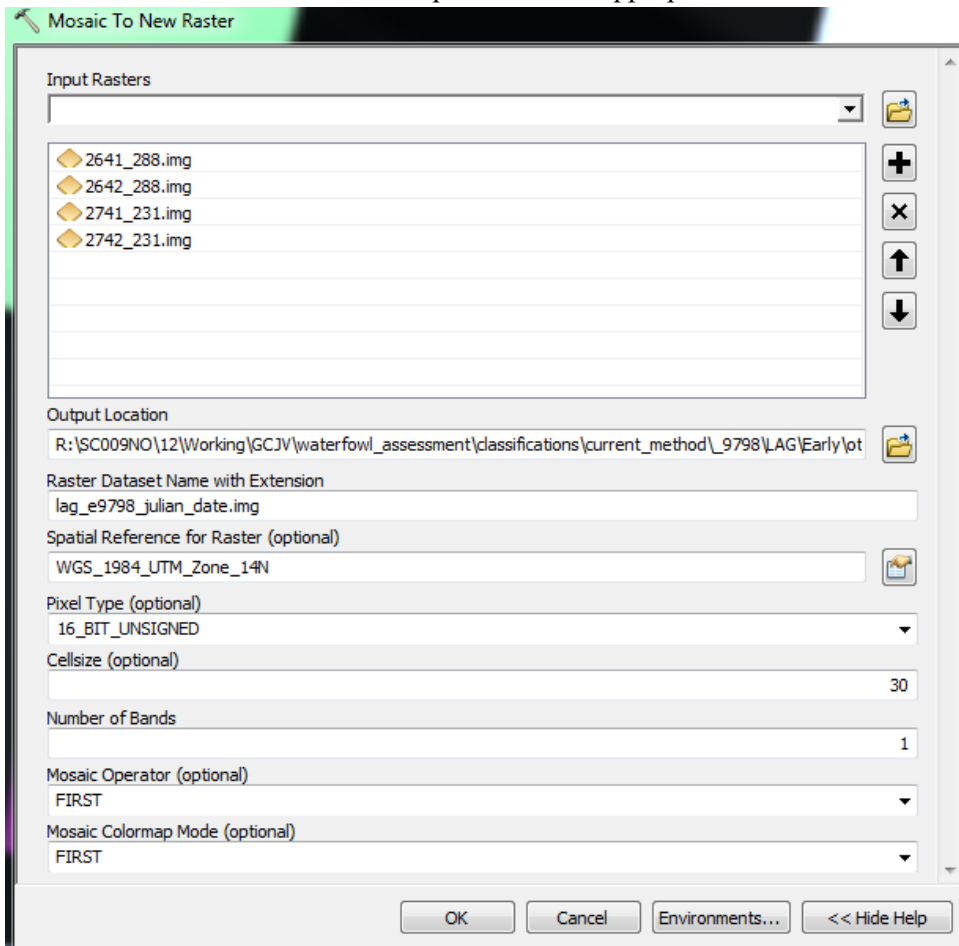 Mosaic To New Raster
Input Rasters
2641_288.img
2642_288.img
2741_231.img
2742_231.img
Output Location
R:\SC009NO\12\Working\GCJV\waterfowl_assessment\classifications\current_method\_9798\LAG\Early\ot
Raster Dataset Name with Extension
lag_e9798_julian_date.img
Spatial Reference for Raster (optional)
WGS_1984_UTM_Zone_14N
Pixel Type (optional)
16_BIT_UNSIGNED
Cellsize (optional)
30
Number of Bands
1
Mosaic Operator (optional)
FIRST
Mosaic Colormap Mode (optional)
FIRST
OK Cancel Environments... << Hide Help